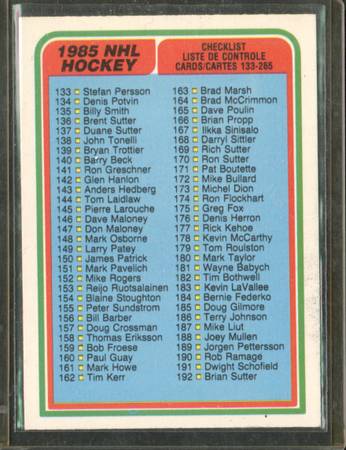 1985 NHL
HOCKEY
CHECKLIST
LISTE DE CONTROLE
CARDS/CARTES 133-265
133 Stefan Persson
134 Denis Potvin
135 Billy Smith
136 Brent Sutter
137 Duane Sutter
138 John Tonelli
139 Bryan Trottier
140 Barry Beck
141 Ron Greschner
142 Glen Hanlon
143 Anders Hedberg
144 Tom Laidlaw
145 Pierre Larouche
146 Dave Maloney
147 Don Maloney
148 Mark Osborne
149 Larry Patey
150 James Patrick
151 Mark Pavelich
152 Mike Rogers
153 Reijo Ruotsalainen
154 Blaine Stoughton
155 Peter Sundstrom
156 Bill Barber
157 Doug Crossman
158 Thomas Eriksson
159 Bob Froese
160 Paul Guay
161 Mark Howe
162 Tim Kerr
163 Brad Marsh
164 Brad McCrimmon
165 Dave Poulin
166 Brian Propp
167 Ilkka Sinisalo
168 Darryl Sittler
169 Rich Sutter
170 Ron Sutter
171 Pat Boutette
172 Mike Bullard
173 Michel Dion
174 Ron Flockhart
175 Greg Fox
176 Denis Herron
177 Rick Kehoe
178 Kevin McCarthy
179 Tom Roulston
180 Mark Taylor
181 Wayne Babych
182 Tim Bothwell
183 Kevin LaVallee
184 Bernie Federko
185 Doug Gilmore
186 Terry Johnson
187 Mike Liut
188 Joey Mullen
189 Jorgen Pettersson
190 Rob Ramage
191 Dwight Schofield
192 Brian Sutter